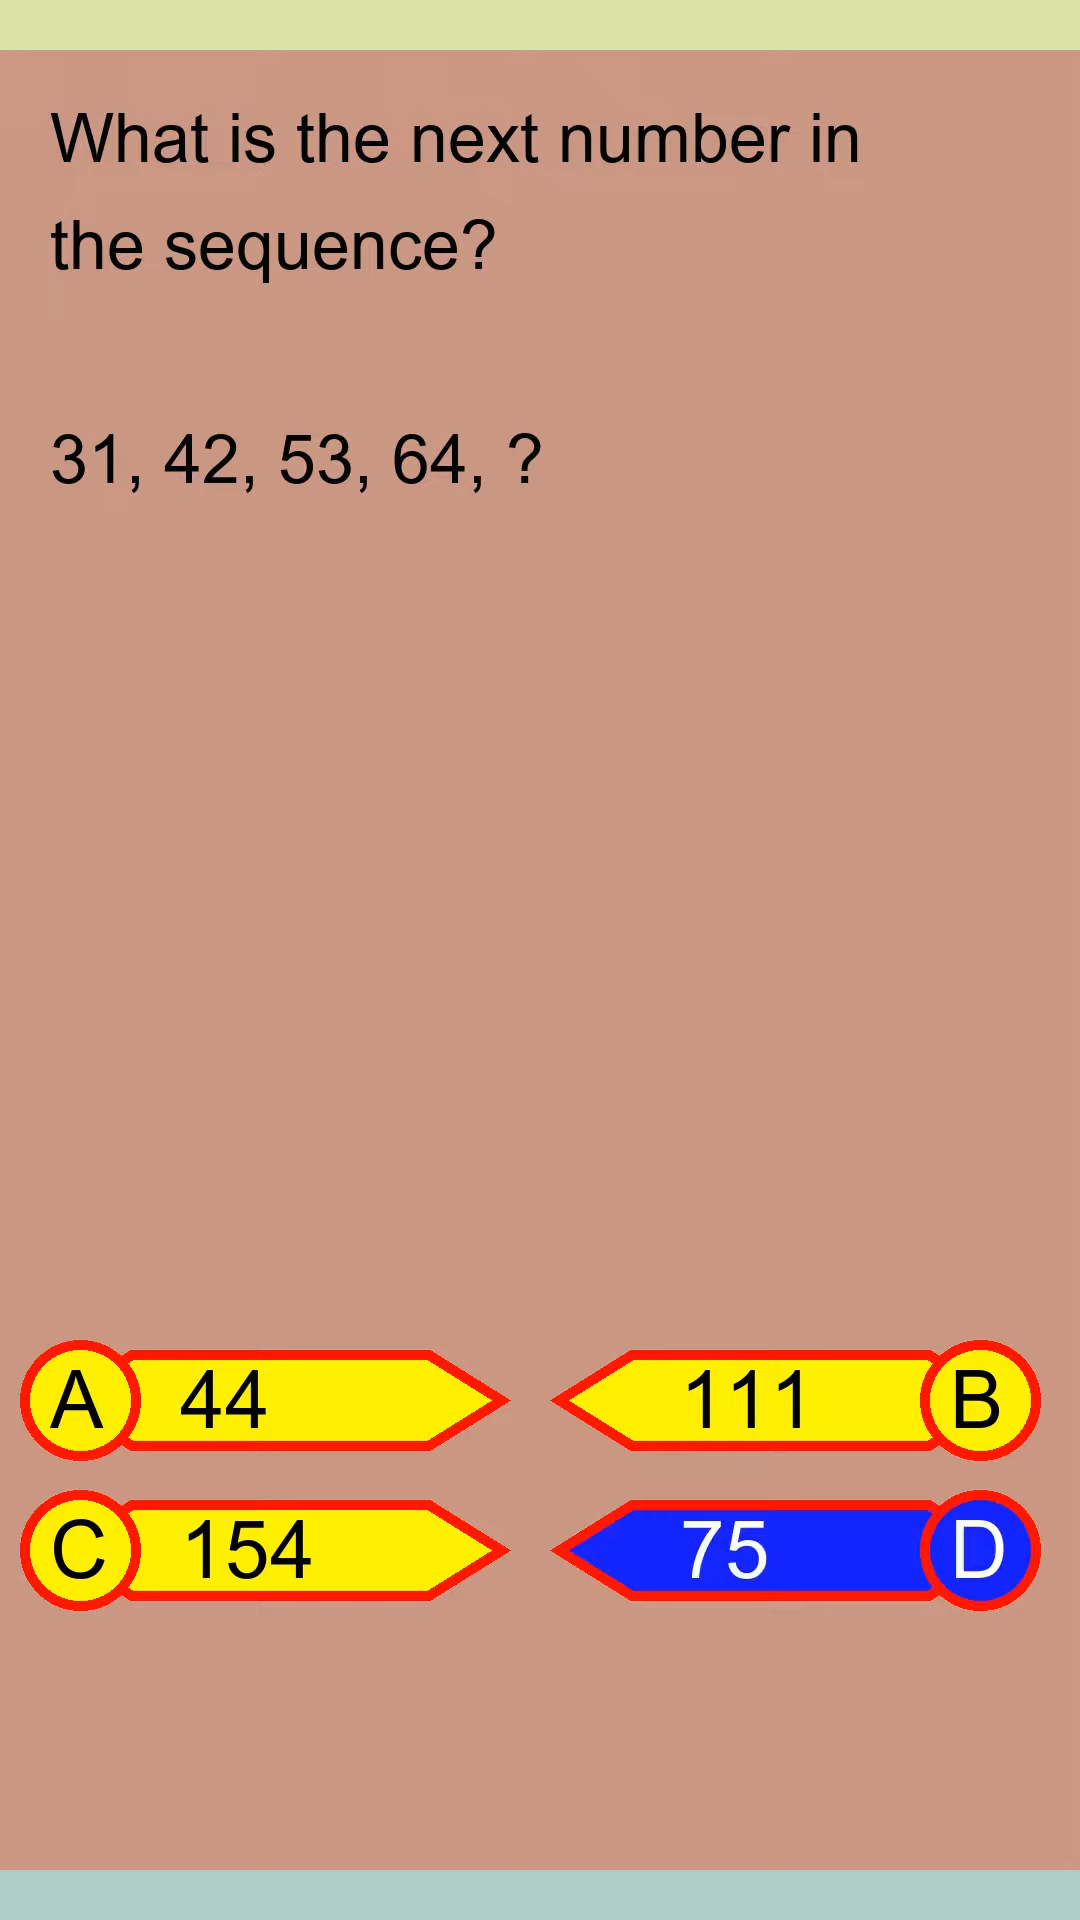 What is the next number in
the sequence?
31, 42, 53, 64, ?
A 44
111 B
C 154
75 D